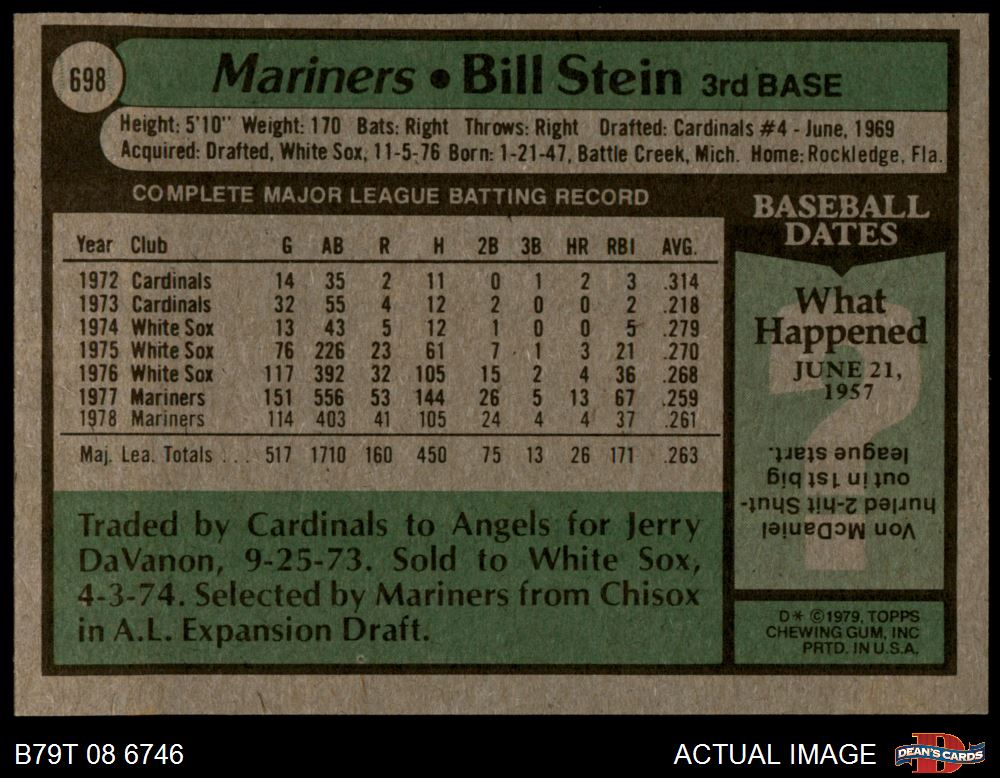 698
Mariners • Bill Stein 3rd BASE
Height: 5'10" Weight: 170 Bats: Right Throws: Right Drafted: Cardinals #4 - June, 1969
Acquired: Drafted, White Sox, 11-5-76 Born: 1-21-47, Battle Creek, Mich. Home: Rockledge, Fla.
COMPLETE MAJOR LEAGUE BATTING RECORD
Year Club G AB R H 2B 3B HR RBI AVG.
1972 Cardinals 14 35 2 11 0 1 2 3 .314
1973 Cardinals 32 55 4 12 2 0 0 2 .218
1974 White Sox 13 43 5 12 1 0 0 5 .279
1975 White Sox 76 226 23 61 7 1 3 21 .270
1976 White Sox 117 392 32 105 15 2 4 36 .268
1977 Mariners 151 556 53 144 26 5 13 67 .259
1978 Mariners 114 403 41 105 24 4 4 37 .261
Maj. Lea. Totals ... 517 1710 160 450 75 13 26 171 .263
Traded by Cardinals to Angels for Jerry
DaVanon, 9-25-73. Sold to White Sox,
4-3-74. Selected by Mariners from Chisox
in A.L. Expansion Draft.
BASEBALL
DATES
What
Happened
JUNE 21,
1957
?
Von McDaniel
hurled 2-hit Shut-
out in 1st big
league start.
D* ©1979, TOPPS
CHEWING GUM, INC
PRTD. IN U.S.A.
B79T 08 6746
ACTUAL IMAGE
DEAN'S CARDS